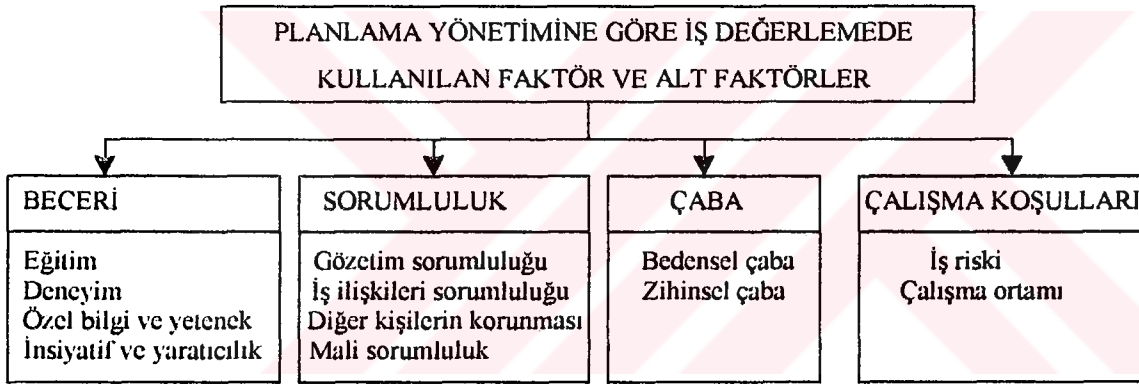 PLANLAMA YÖNETİMİNE GÖRE İŞ DEĞERLEMEDE
KULLANILAN FAKTÖR VE ALT FAKTÖRLER
BECERİ
Eğitim
Deneyim
Özel bilgi ve yetenek
İnsiyatif ve yaratıcılık
SORUMLULUK
Gözetim sorumluluğu
İş ilişkileri sorumluluğu
Diğer kişilerin korunması
Mali sorumluluk
ÇABA
Bedensel çaba
Zihinsel çaba
ÇALIŞMA KOŞULLARI
İş riski
Çalışma ortamı